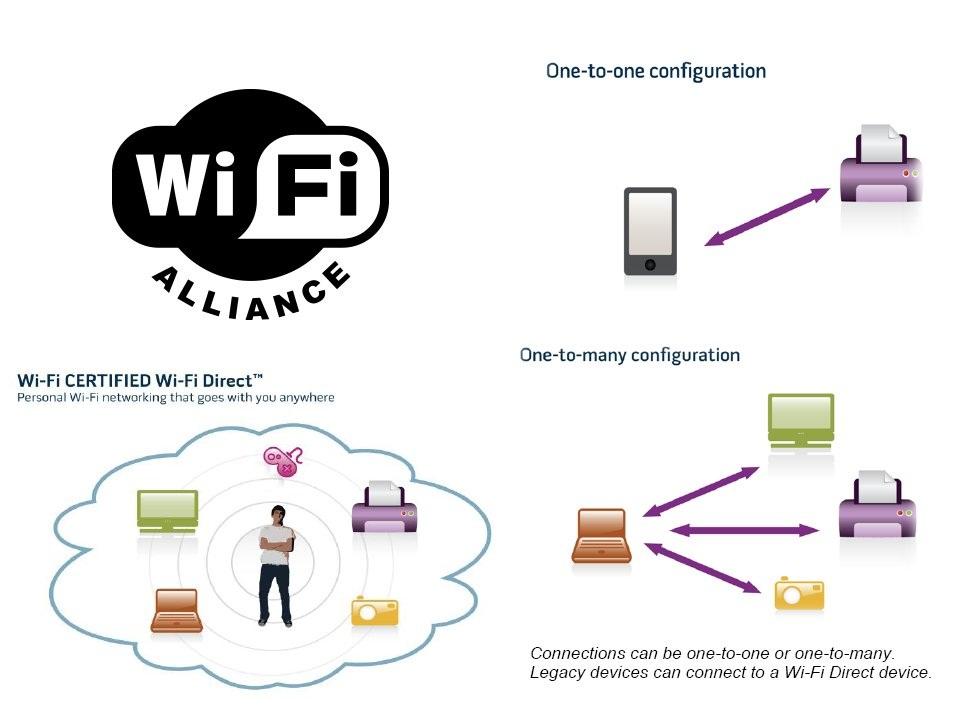 Wi Fi
ALLIANCE
Wi-Fi CERTIFIED Wi-Fi Direct™
Personal Wi-Fi networking that goes with you anywhere
One-to-one configuration
One-to-many configuration
Connections can be one-to-one or one-to-many.
Legacy devices can connect to a Wi-Fi Direct device.